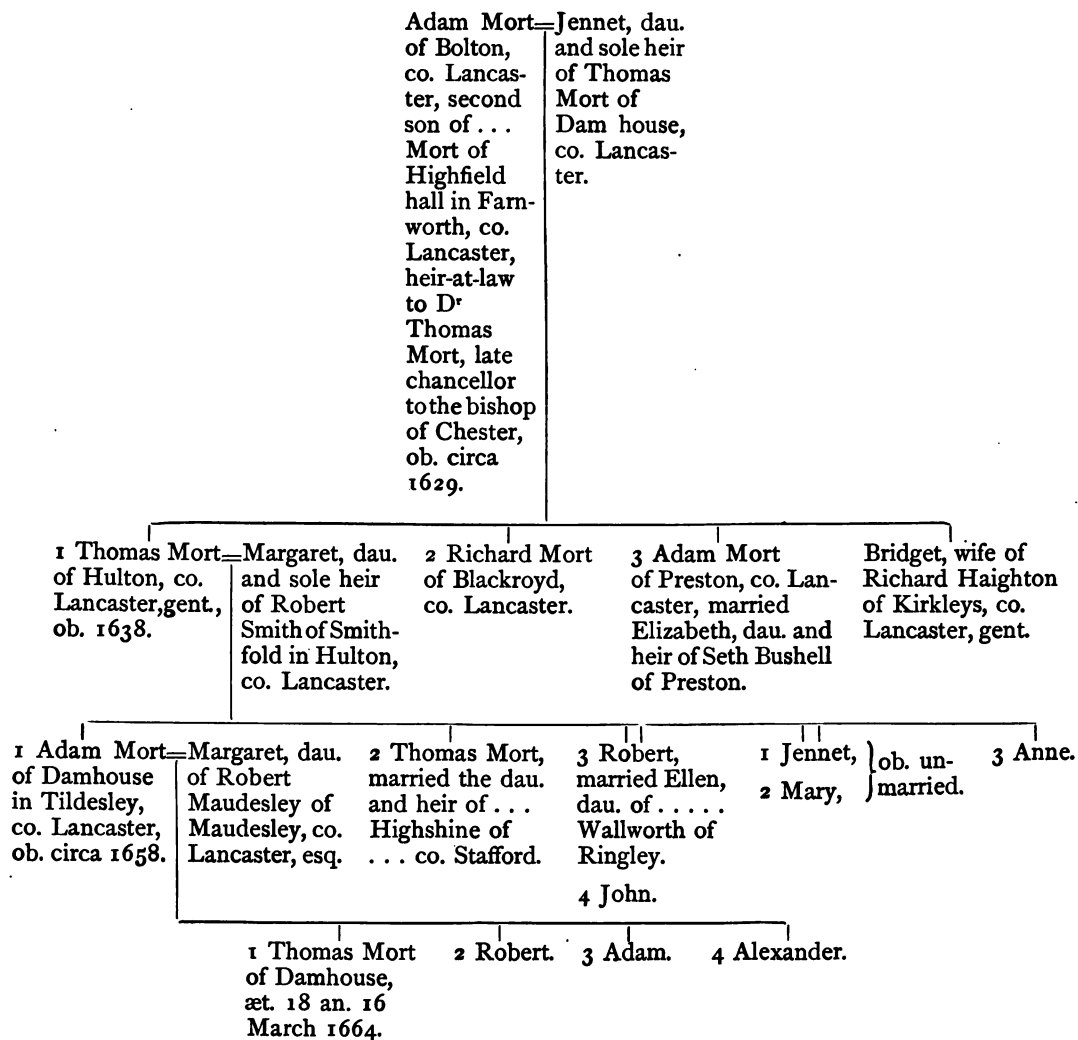 Adam Mort=Jennet, dau.
of Bolton, and sole heir
co. Lancas- of Thomas
ter, second Mort of
son of ... Dam house,
Mort of co. Lancas-
Highfield ter.
hall in Farn-
worth, co.
Lancaster,
heir-at-law
to Dr
Thomas
Mort, late
chancellor
to the bishop
of Chester,
ob. circa
1629.
1 Thomas Mort=Margaret, dau.
of Hulton, co. and sole heir
Lancaster, gent., of Robert
ob. 1638. Smith of Smith-
fold in Hulton,
co. Lancaster.
2 Richard Mort
of Blackroyd,
co. Lancaster.
3 Adam Mort
of Preston, co. Lan-
caster, married
Elizabeth, dau. and
heir of Seth Bushell
of Preston.
Bridget, wife of
Richard Haighton
of Kirkleys, co.
Lancaster, gent.
1 Adam Mort=Margaret, dau.
of Damhouse of Robert
in Tildesley, Maudesley of
co. Lancaster, Maudesley, co.
ob. circa 1658. Lancaster, esq.
2 Thomas Mort,
married the dau.
and heir of ...
Highshine of
... co. Stafford.
3 Robert,
married Ellen,
dau. of .....
Wallworth of
Ringley.
4 John.
1 Jennet,
2 Mary,
} ob. un-
married.
3 Anne.
1 Thomas Mort
of Damhouse,
æt. 18 an. 16
March 1664.
2 Robert.
3 Adam.
4 Alexander.